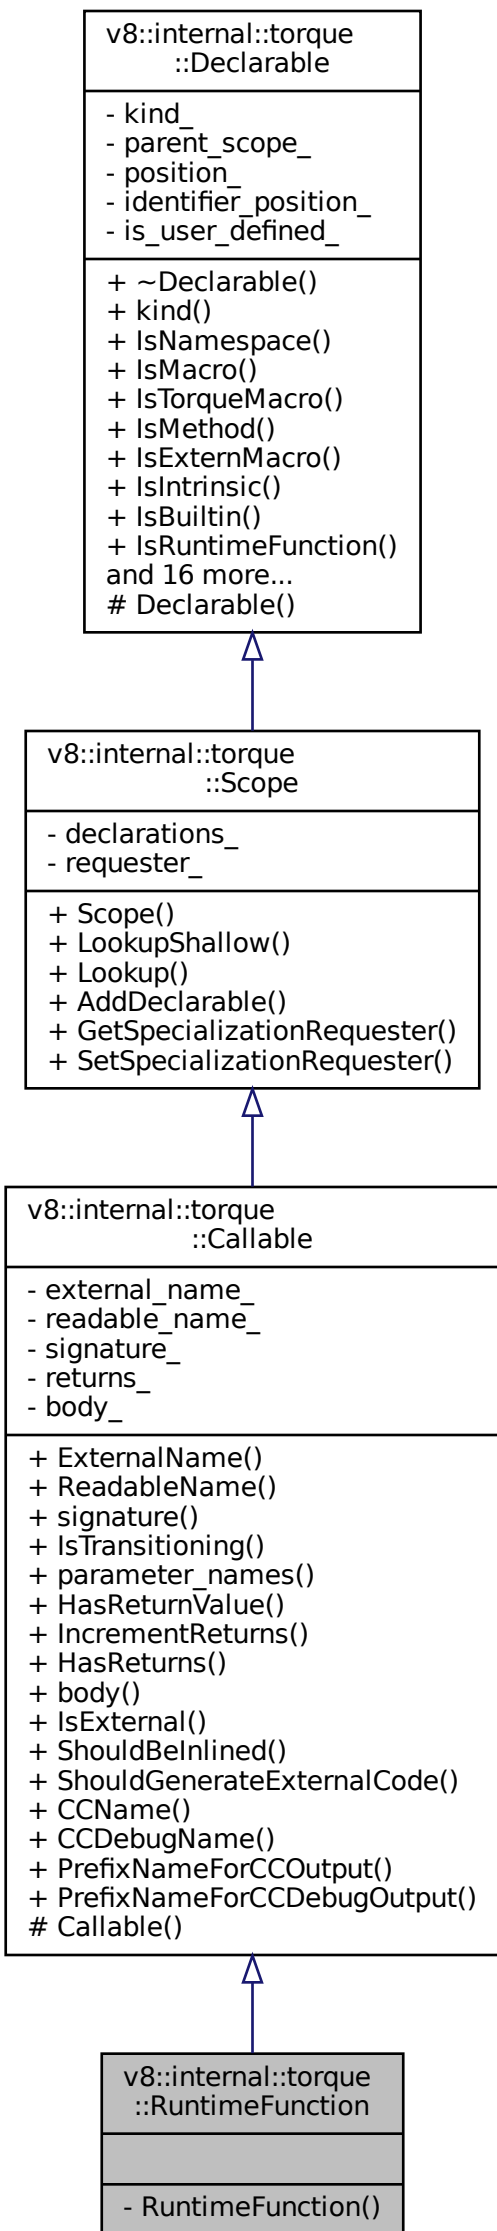 v8::internal::torque
::Declarable
- kind_
- parent_scope_
- position_
- identifier_position_
- is_user_defined_
+ ~Declarable()
+ kind()
+ IsNamespace()
+ IsMacro()
+ IsTorqueMacro()
+ IsMethod()
+ IsExternMacro()
+ IsIntrinsic()
+ IsBuiltin()
+ IsRuntimeFunction()
and 16 more...
# Declarable()
v8::internal::torque
::Scope
- declarations_
- requester_
+ Scope()
+ LookupShallow()
+ Lookup()
+ AddDeclarable()
+ GetSpecializationRequester()
+ SetSpecializationRequester()
v8::internal::torque
::Callable
- external_name_
- readable_name_
- signature_
- returns_
- body_
+ ExternalName()
+ ReadableName()
+ signature()
+ IsTransitioning()
+ parameter_names()
+ HasReturnValue()
+ IncrementReturns()
+ HasReturns()
+ body()
+ IsExternal()
+ ShouldBeInlined()
+ ShouldGenerateExternalCode()
+ CCName()
+ CCDebugName()
+ PrefixNameForCCOutput()
+ PrefixNameForCCDebugOutput()
# Callable()
v8::internal::torque
::RuntimeFunction
- RuntimeFunction()